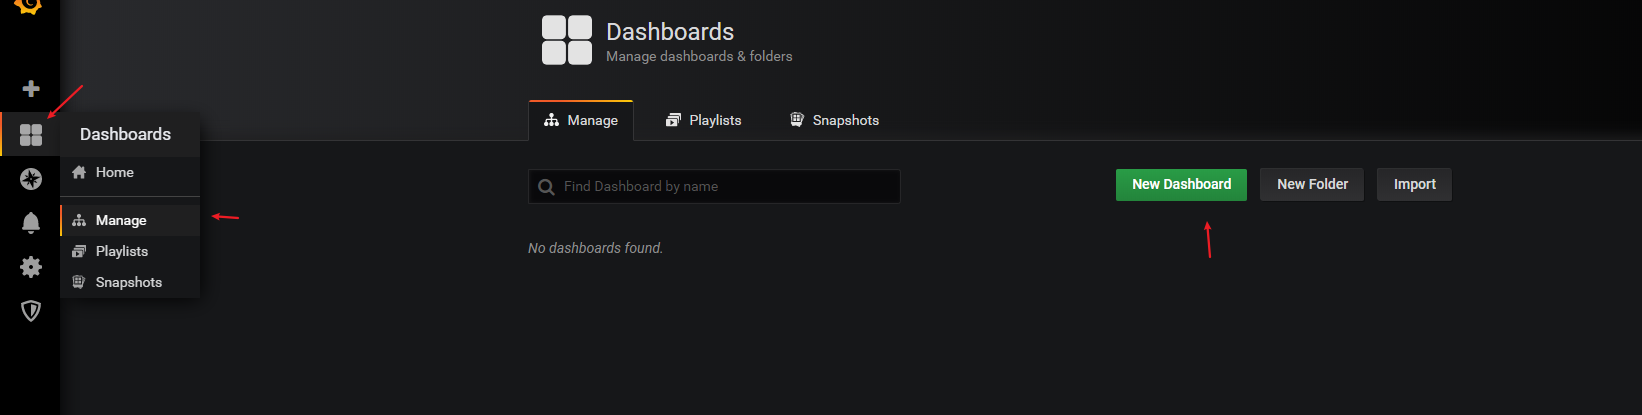 Dashboards
Manage dashboards & folders
Manage
Playlists
Snapshots
Dashboards
Home
Manage
Playlists
Snapshots
Find Dashboard by name
New Dashboard
New Folder
Import
No dashboards found.